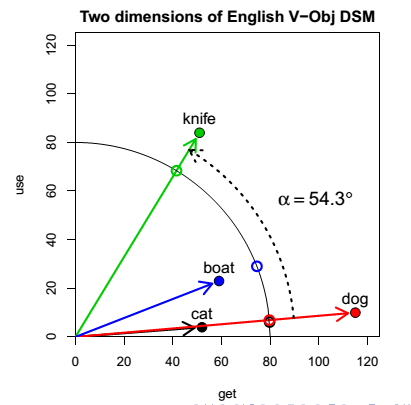 Two dimensions of English V−Obj DSM
120
100
80
60
40
20
0
use
knife
α = 54.3°
boat
cat
dog
0 20 40 60 80 100 120
get